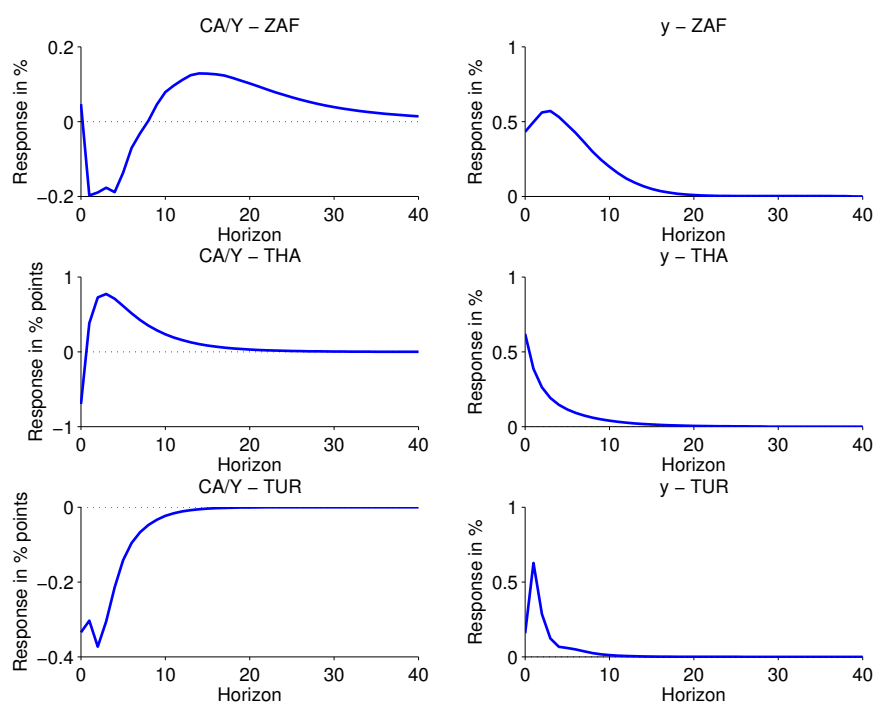 CA/Y − ZAF
Response in %
0.2
0
−0.2
0
10
20
30
40
Horizon
y − ZAF
Response in %
1
0.5
0
0
10
20
30
40
Horizon
CA/Y − THA
Response in % points
1
0
−1
0
10
20
30
40
Horizon
y − THA
Response in %
1
0.5
0
0
10
20
30
40
Horizon
CA/Y − TUR
Response in % points
0
−0.2
−0.4
0
10
20
30
40
Horizon
y − TUR
Response in %
1
0.5
0
0
10
20
30
40
Horizon